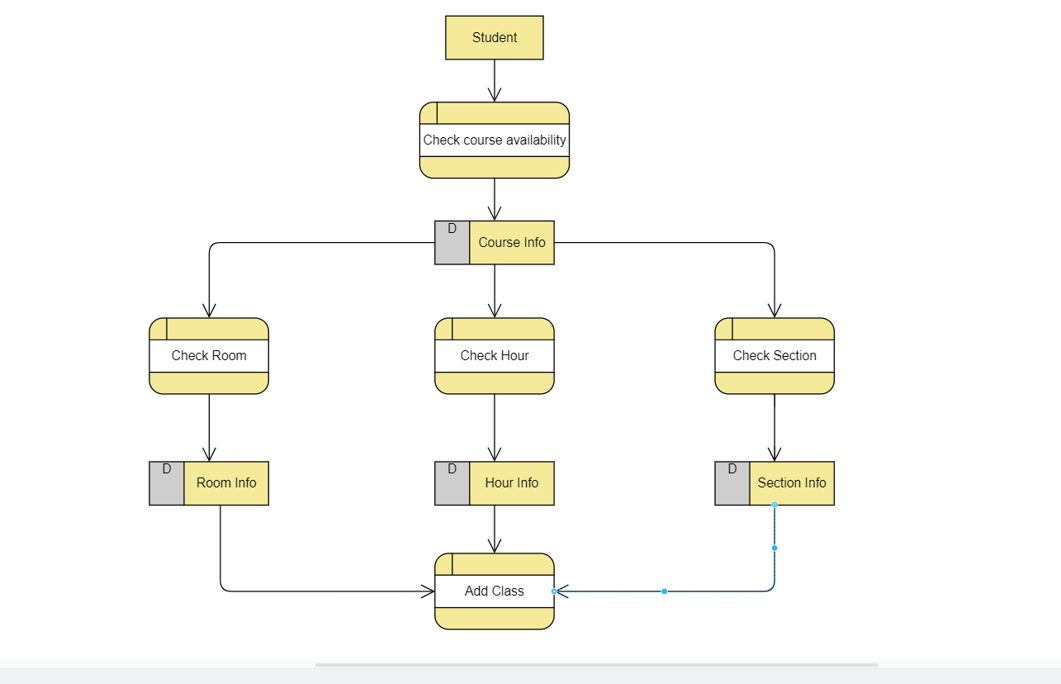 Student
Check course availability
D
Course Info
Check Room
Check Hour
Check Section
D
Room Info
D
Hour Info
D
Section Info
Add Class